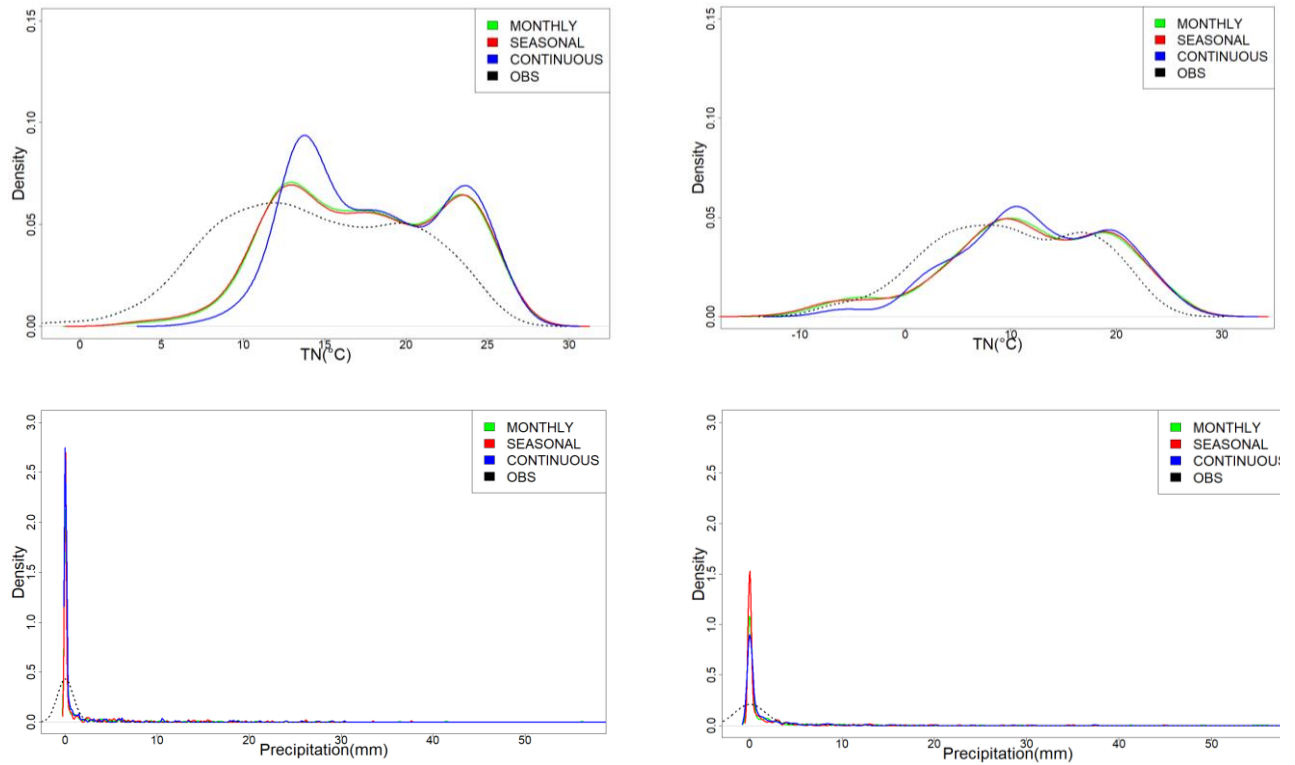 0.15
0.10
0.05
0.00
Density
MONTHLY
SEASONAL
CONTINUOUS
OBS
0 5 10 15 20 25 30
TN(°C)
0.15
0.10
0.05
0.00
Density
MONTHLY
SEASONAL
CONTINUOUS
OBS
-10 0 10 20 30
TN(°C)
3.0
2.5
2.0
1.5
1.0
0.5
0.0
Density
MONTHLY
SEASONAL
CONTINUOUS
OBS
0 10 20 30 40 50
Precipitation(mm)
3.0
2.5
2.0
1.5
1.0
0.5
0.0
Density
MONTHLY
SEASONAL
CONTINUOUS
OBS
0 10 20 30 40 50
Precipitation(mm)